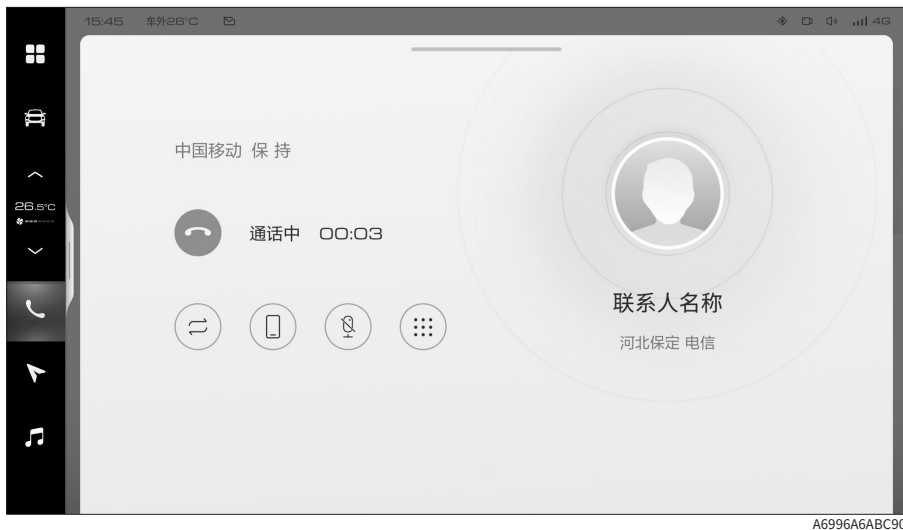 15:45 车外26°C 4G
中国移动 保 持
26.5°C
通话中 00:03
联系人名称
河北保定 电信
A6996A6ABC90